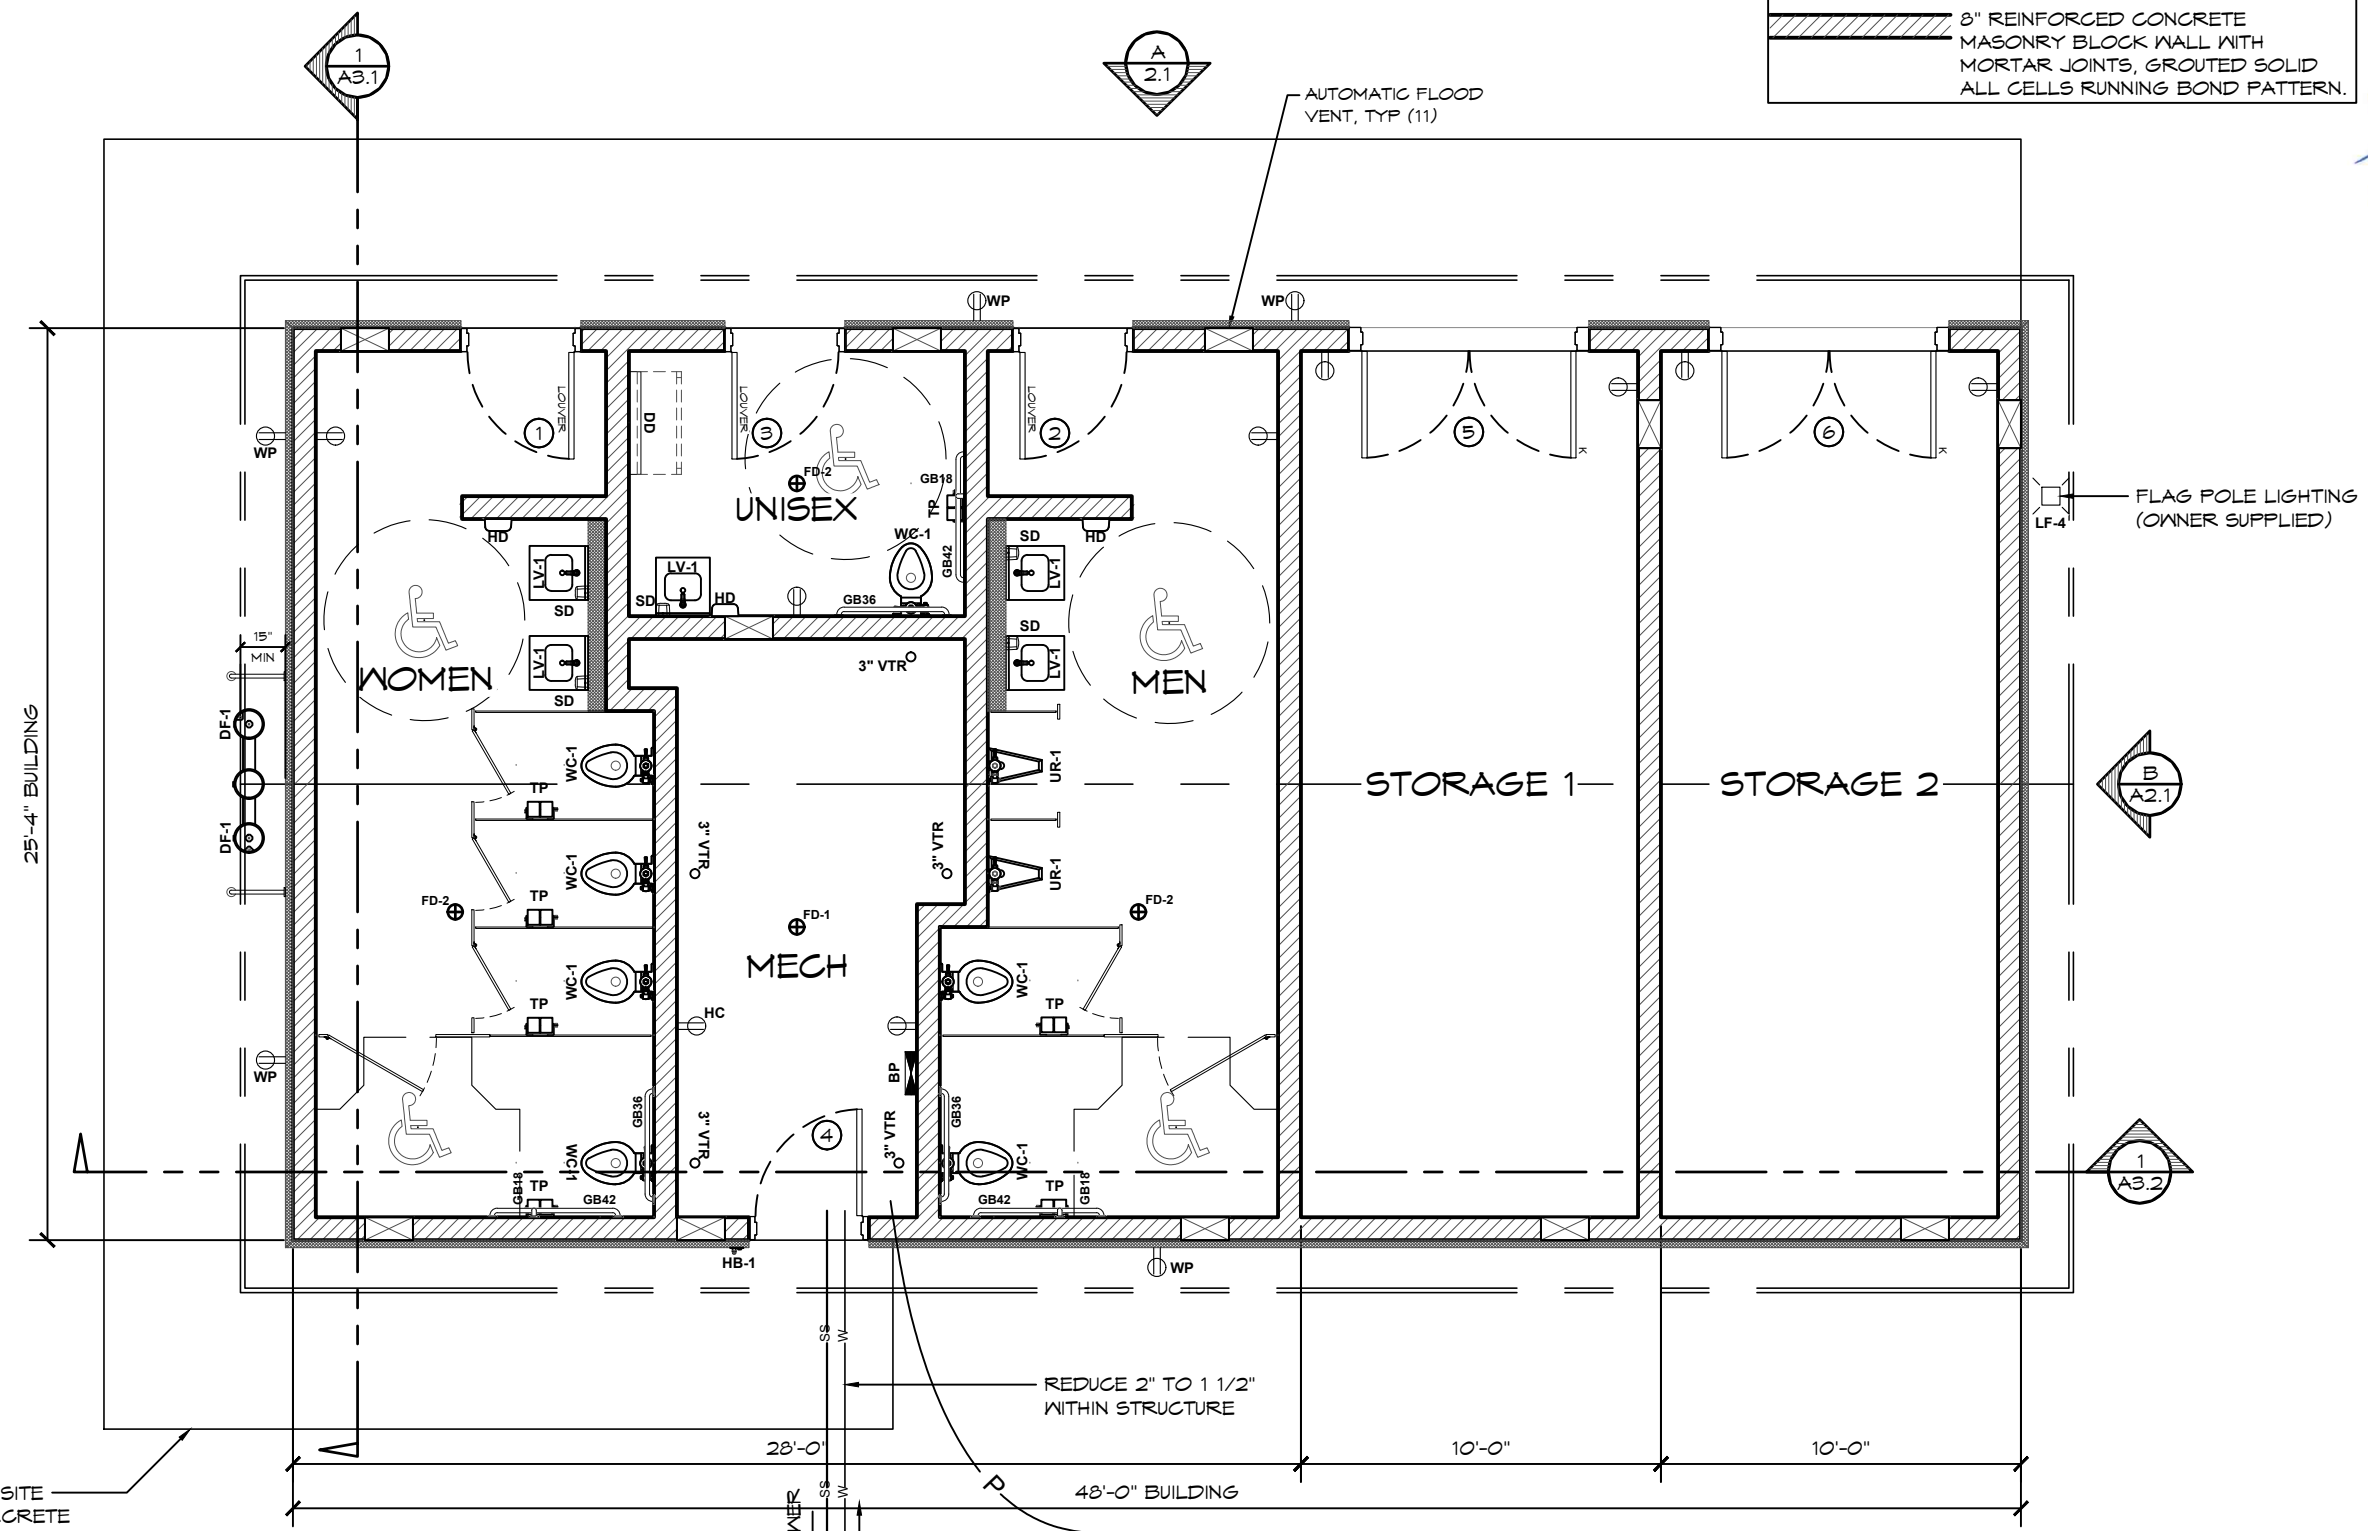 8" REINFORCED CONCRETE
MASONRY BLOCK WALL WITH
MORTAR JOINTS, GROUTED SOLID
ALL CELLS RUNNING BOND PATTERN.
1
A3.1
A
2.1
AUTOMATIC FLOOD
VENT, TYP (11)
WP
WP
LOUVER
1
DD
LOUVER
3
LOUVER
2
5
K
6
K
WP
FD-2
UNISEX
GB18
TP
WC-1
GB42
FLAG POLE LIGHTING
(OWNER SUPPLIED)
LF-4
HD
LV-1
SD
LV-1
SD
HD
GB36
SD
HD
LV-1
SD
LV-1
15"
MIN
WOMEN
SD
3" VTR
MEN
25'-4" BUILDING
DF-1
DF-1
WC-1
TP
UR-1
STORAGE 1
STORAGE 2
B
A2.1
WC-1
TP
3" VTR
3" VTR
UR-1
FD-2
FD-1
FD-2
MECH
WC-1
TP
HC
WC-1
TP
WP
BP
GB36
GB36
3" VTR
4
3" VTR
WC-1
WC-1
GB18
TP
GB42
GB42
TP
GB18
1
A3.2
HB-1
WP
SS
W
REDUCE 2" TO 1 1/2"
WITHIN STRUCTURE
28'-0"
10'-0"
10'-0"
SS
W
P
48'-0" BUILDING
SITE